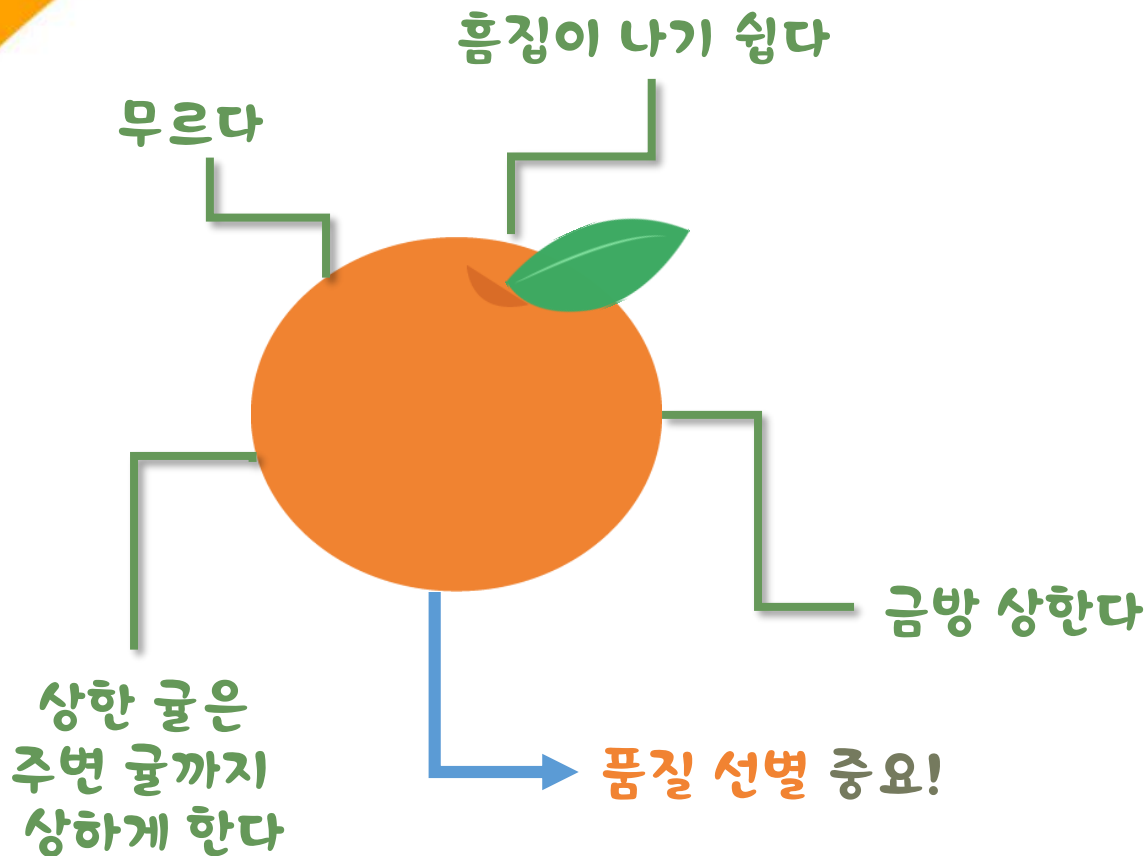 흠집이 나기 쉽다
무르다
금방 상한다
상한 귤은
주변 귤까지
상하게 한다
품질 선별 중요!